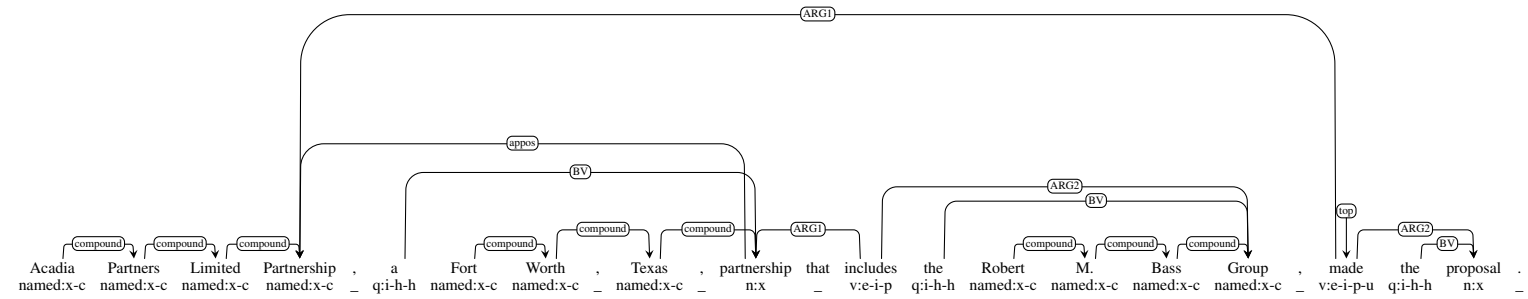 ARG1
appos
BV
ARG2
BV
top
compound compound compound compound compound compound ARG1 compound compound compound ARG2
BV
Acadia Partners Limited Partnership , a Fort Worth , Texas , partnership that includes the Robert M. Bass Group , made the proposal .
named:x-c named:x-c named:x-c named:x-c _ q:i-h-h named:x-c named:x-c _ named:x-c _ n:x _ v:e-i-p q:i-h-h named:x-c named:x-c named:x-c named:x-c _ v:e-i-p-u q:i-h-h n:x _